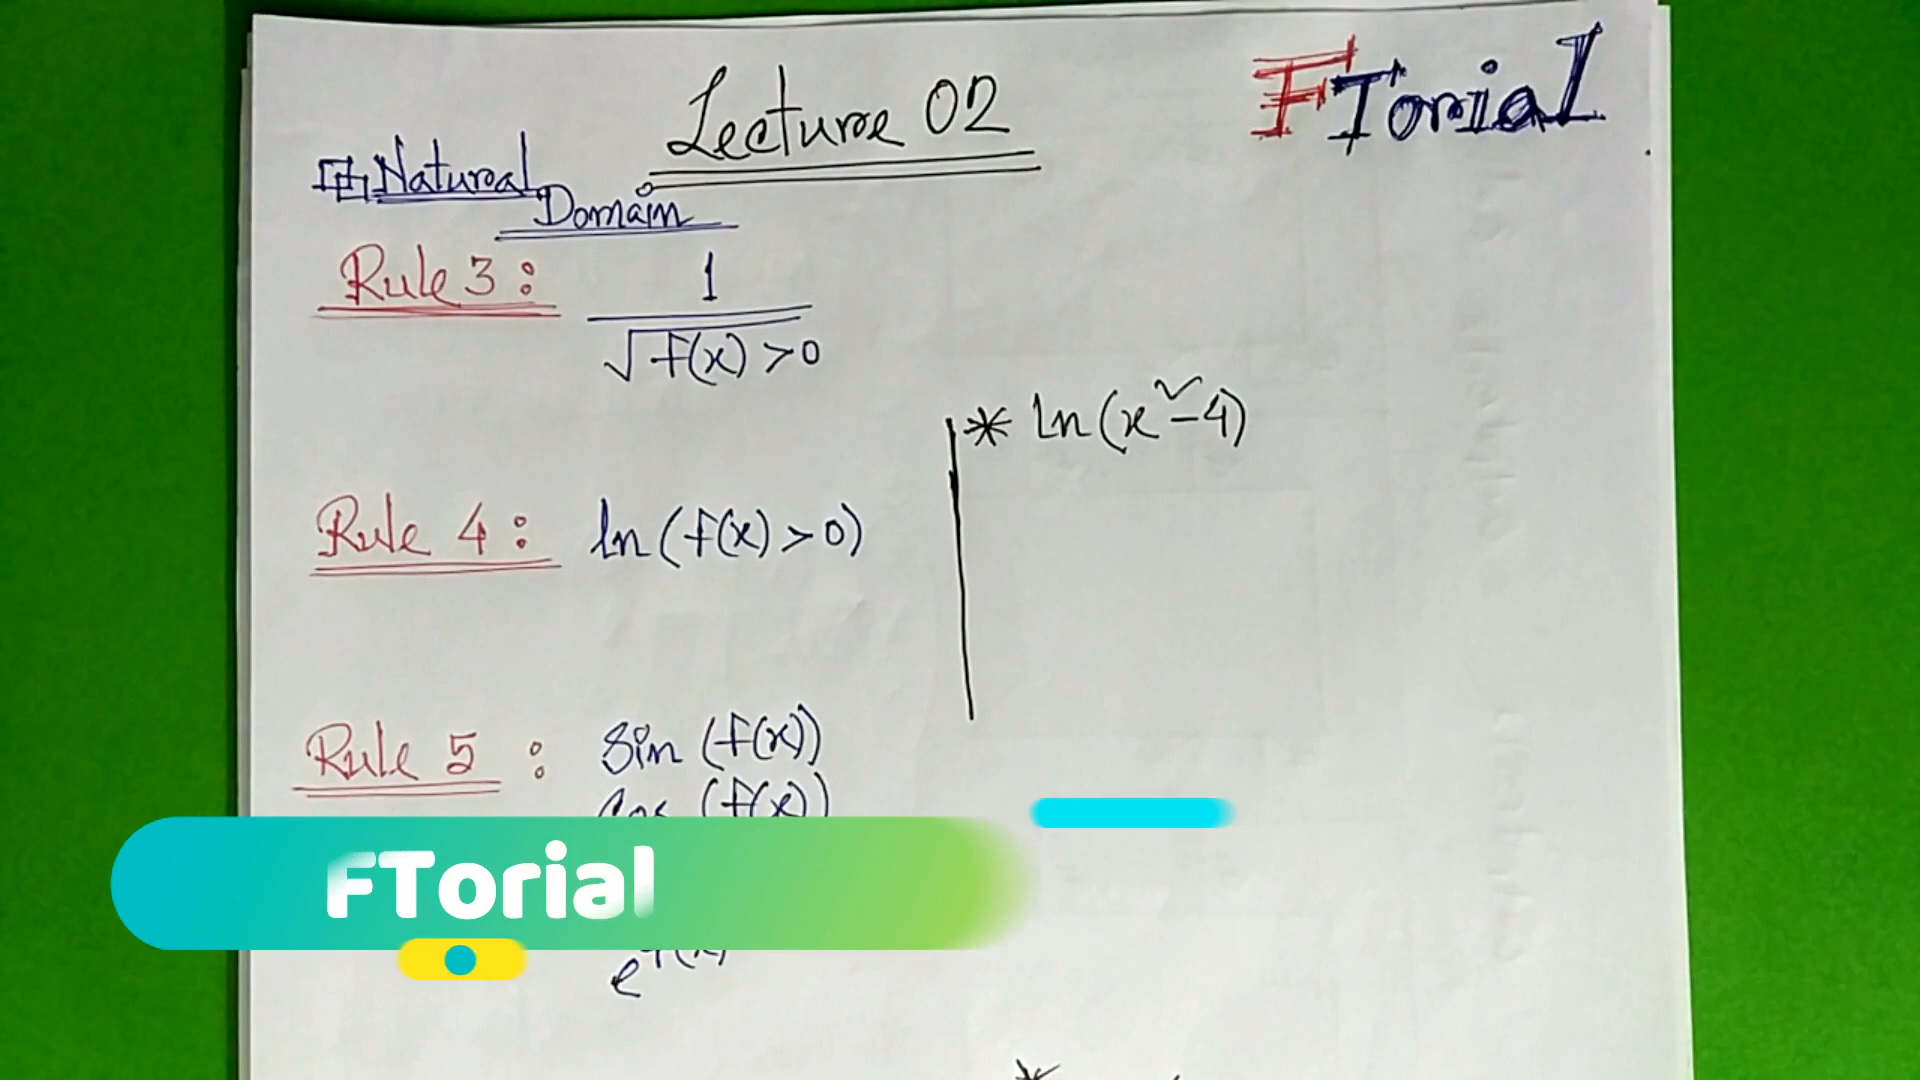 Lecture 02
FTorial
Natural
Domain
Rule 3 :
1
√f(x) > 0
* ln(x²-4)
Rule 4 : ln(f(x) > 0)
Rule 5 : Sin (f(x))
Cos (f(x))
FTorial
e^f(x)
*